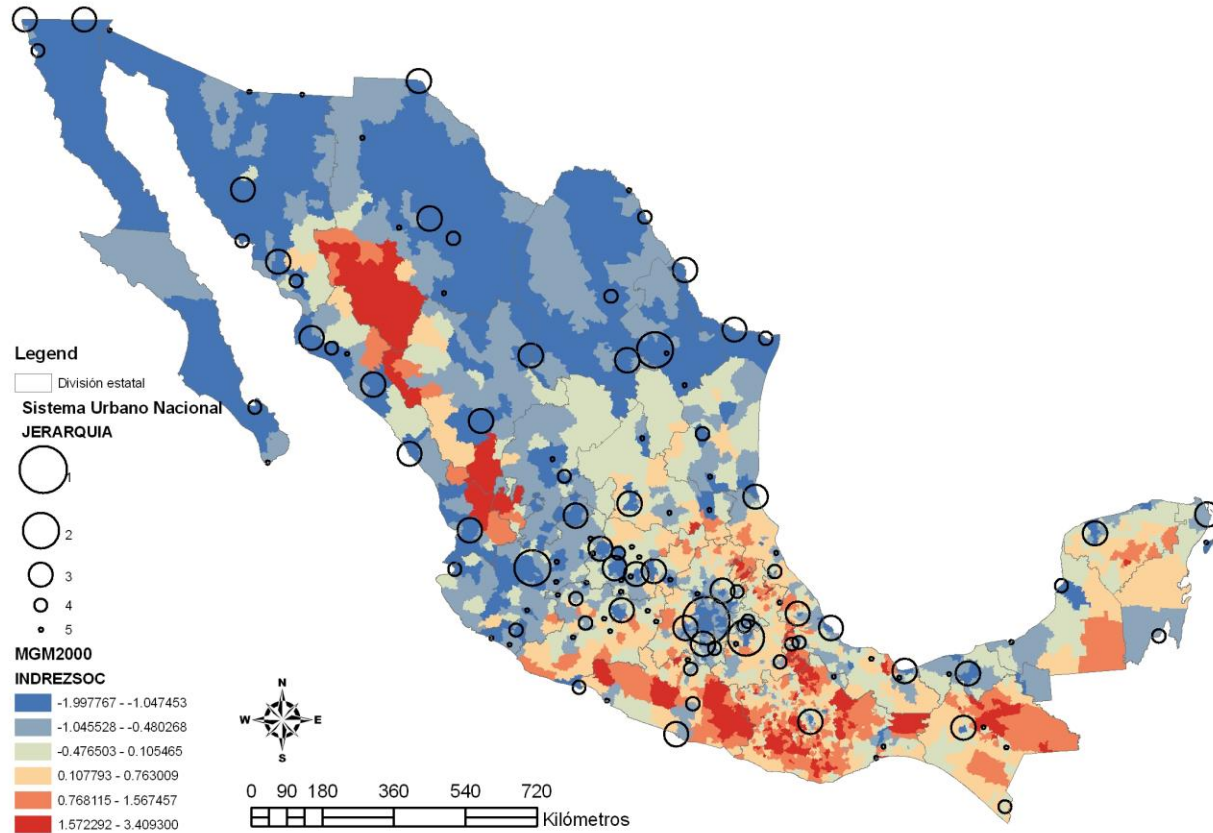 Legend
División estatal
Sistema Urbano Nacional
JERARQUIA
1
2
3
4
5
MGM2000
INDREZSOC
-1.997767 - -1.047453
-1.045528 - -0.480268
-0.476503 - 0.105465
0.107793 - 0.763009
0.768115 - 1.567457
1.572292 - 3.409300
N
W E
S
0 90 180 360 540 720
Kilómetros